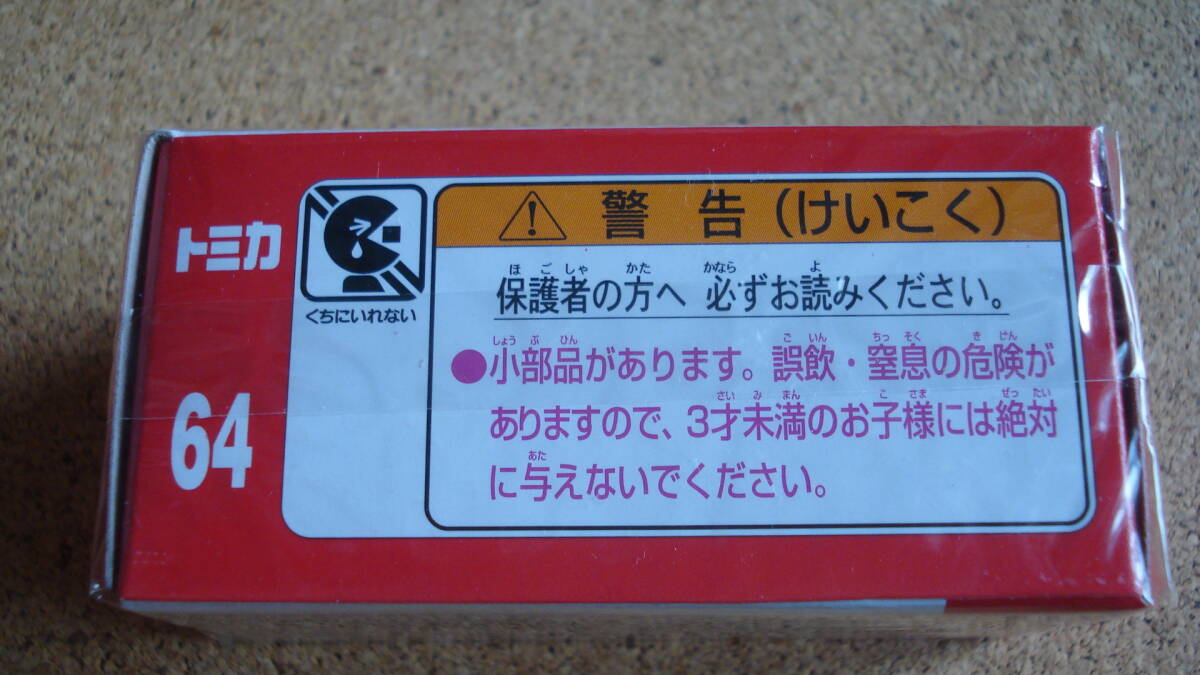 トミカ
64
くちにいれない
警 告 (けいこく)
ほごしゃ かた かなら よ
保護者の方へ 必ずお読みください。
しょうぶひん ごいん ちっそく きけん
●小部品があります。誤飲・窒息の危険が
さいみまん こさま ぜったい
ありますので、3才未満のお子様には絶対
あた
に与えないでください。